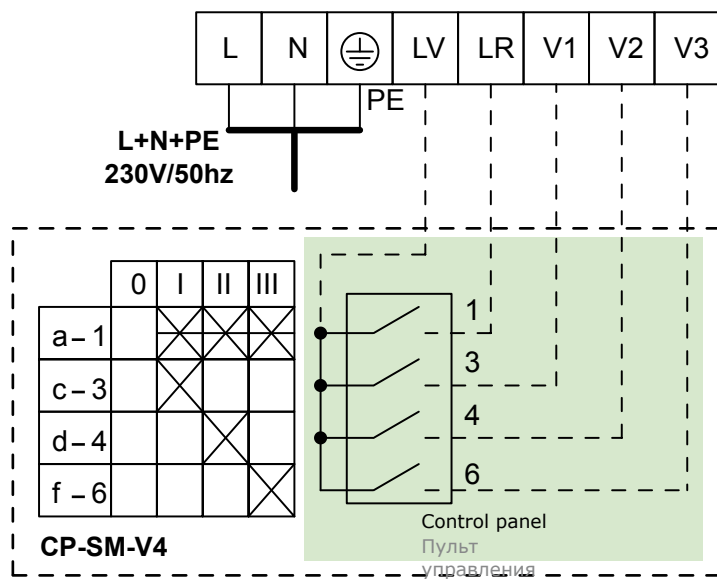 L N LV LR V1 V2 V3
PE
L+N+PE
230V/50hz
0 I II III
a – 1
c – 3
d – 4
f – 6
1
3
4
6
Control panel
Пульт
управления
CP-SM-V4